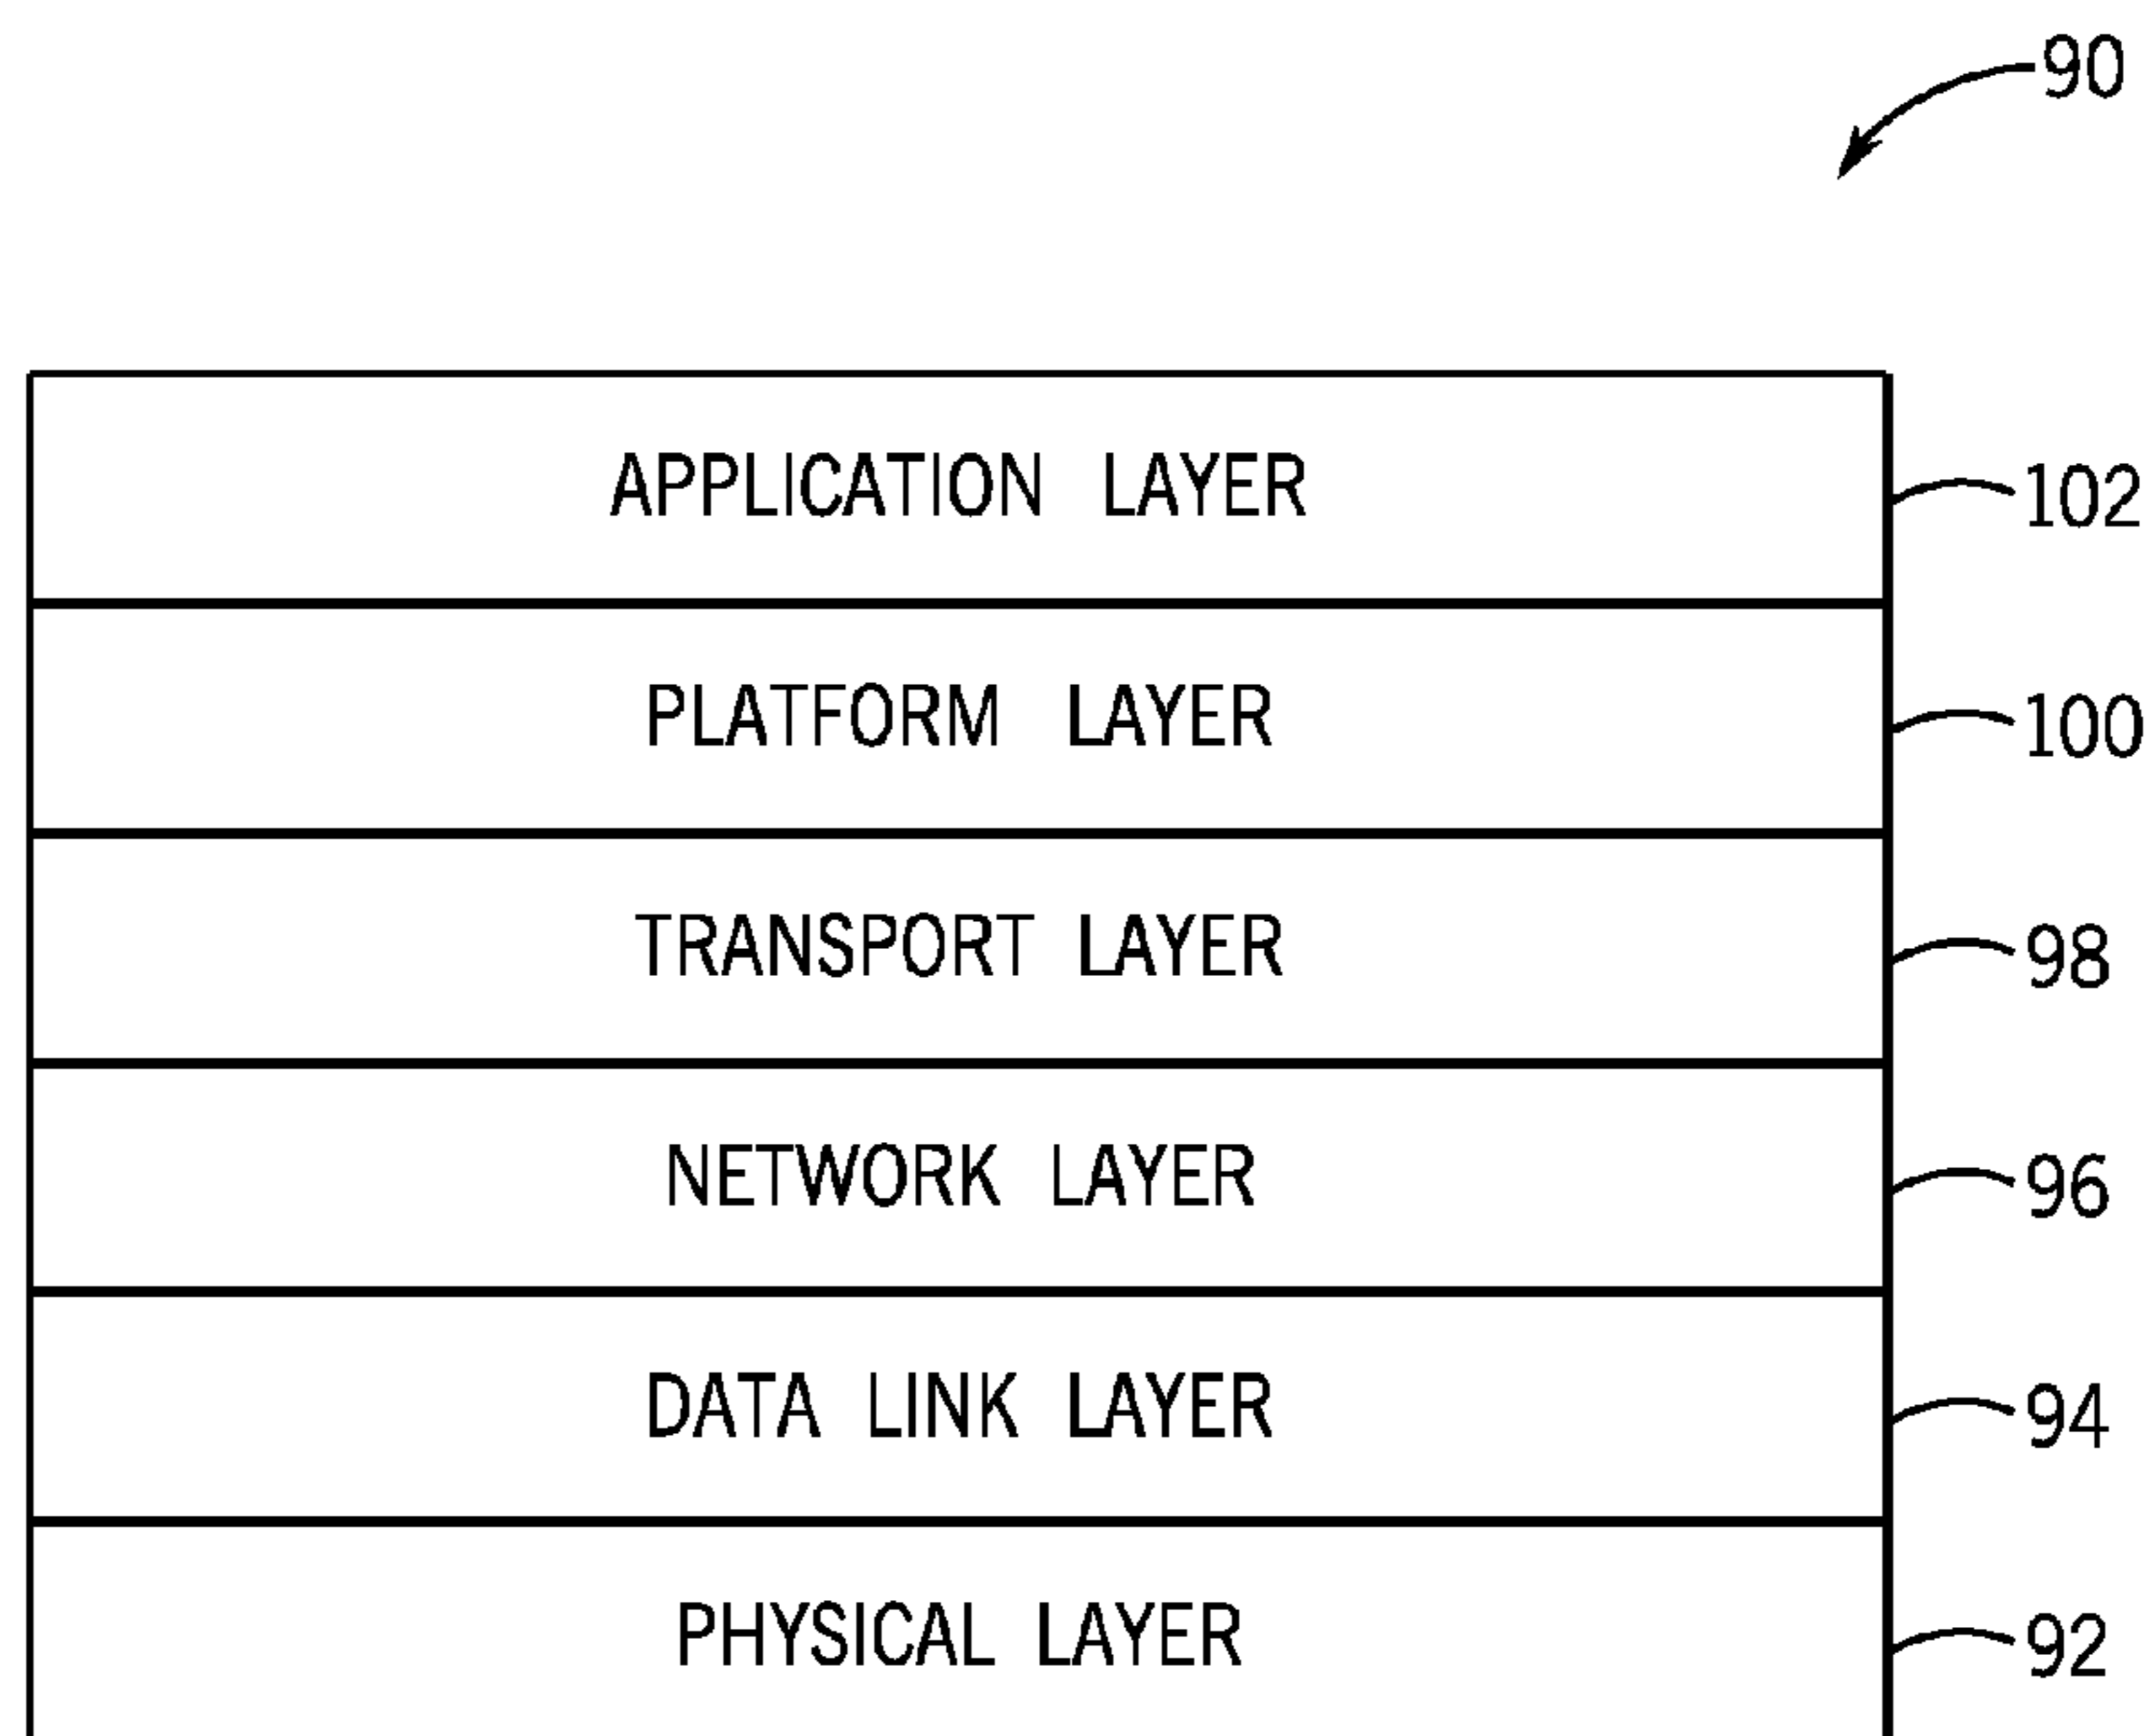 90
APPLICATION LAYER 102
PLATFORM LAYER 100
TRANSPORT LAYER 98
NETWORK LAYER 96
DATA LINK LAYER 94
PHYSICAL LAYER 92